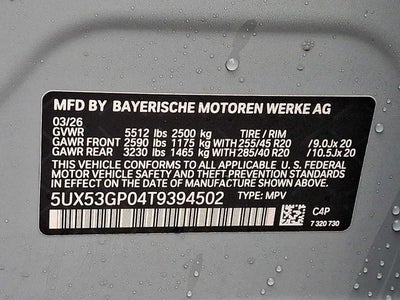 MFD BY BAYERISCHE MOTOREN WERKE AG
03/26
GVWR 5512 lbs 2500 kg TIRE / RIM
GAWR FRONT 2590 lbs 1175 kg WITH 255/45 R20 /9.0Jx 20
GAWR REAR 3230 lbs 1465 kg WITH 285/40 R20 /10.5Jx 20
THIS VEHICLE CONFORMS TO ALL APPLICABLE U. S. FEDERAL
MOTOR VEHICLE SAFETY STANDARDS IN EFFECT ON THE
DATE OF MANUFACTURE SHOWN ABOVE.
5UX53GP04T9394502 TYPE: MPV
C4P
7 320 730